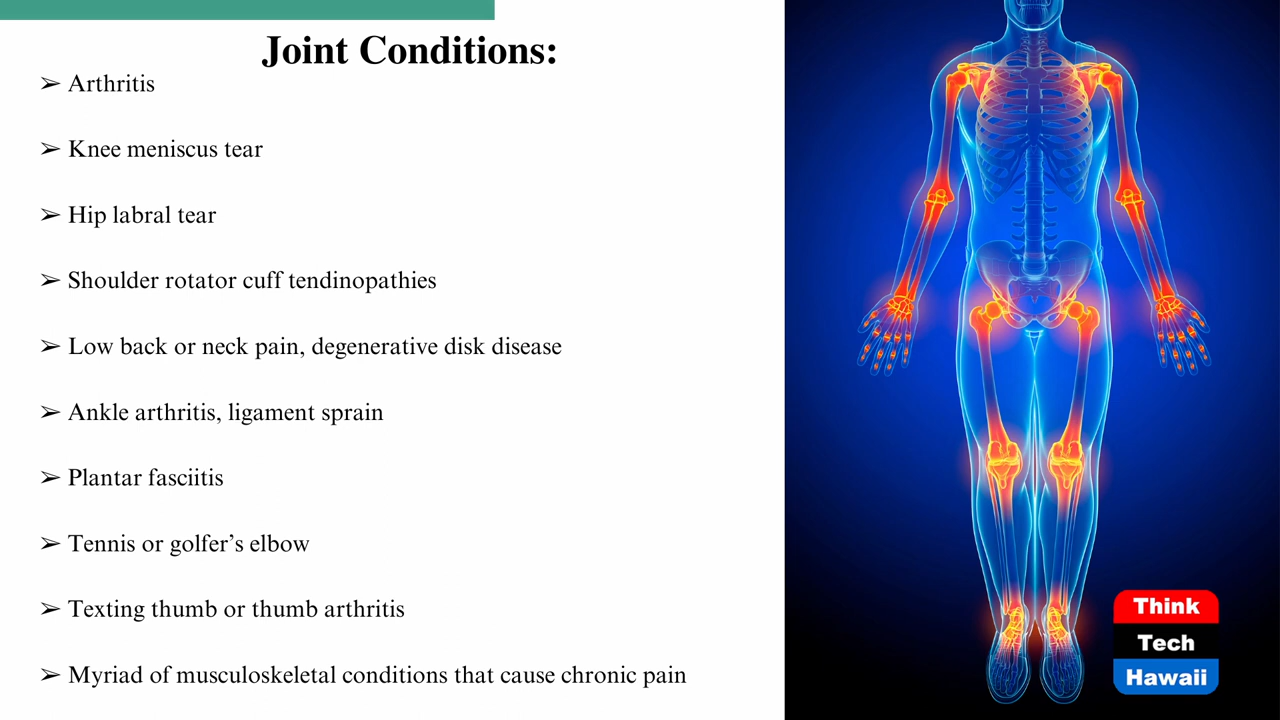 Joint Conditions:
➢ Arthritis
➢ Knee meniscus tear
➢ Hip labral tear
➢ Shoulder rotator cuff tendinopathies
➢ Low back or neck pain, degenerative disk disease
➢ Ankle arthritis, ligament sprain
➢ Plantar fasciitis
➢ Tennis or golfer’s elbow
➢ Texting thumb or thumb arthritis
➢ Myriad of musculoskeletal conditions that cause chronic pain
Think
Tech
Hawaii